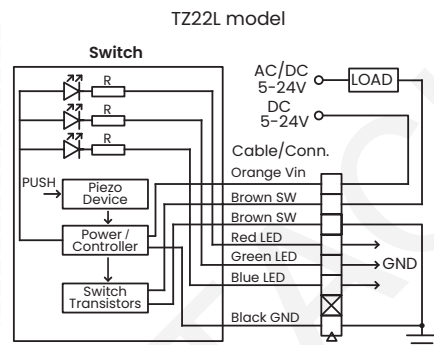 TZ22L model
Switch
R
R
R
PUSH
Piezo
Device
Power /
Controller
Switch
Transistors
AC/DC
5-24V
LOAD
DC
5-24V
Cable/Conn.
Orange Vin
Brown SW
Brown SW
Red LED
Green LED
Blue LED
Black GND
GND